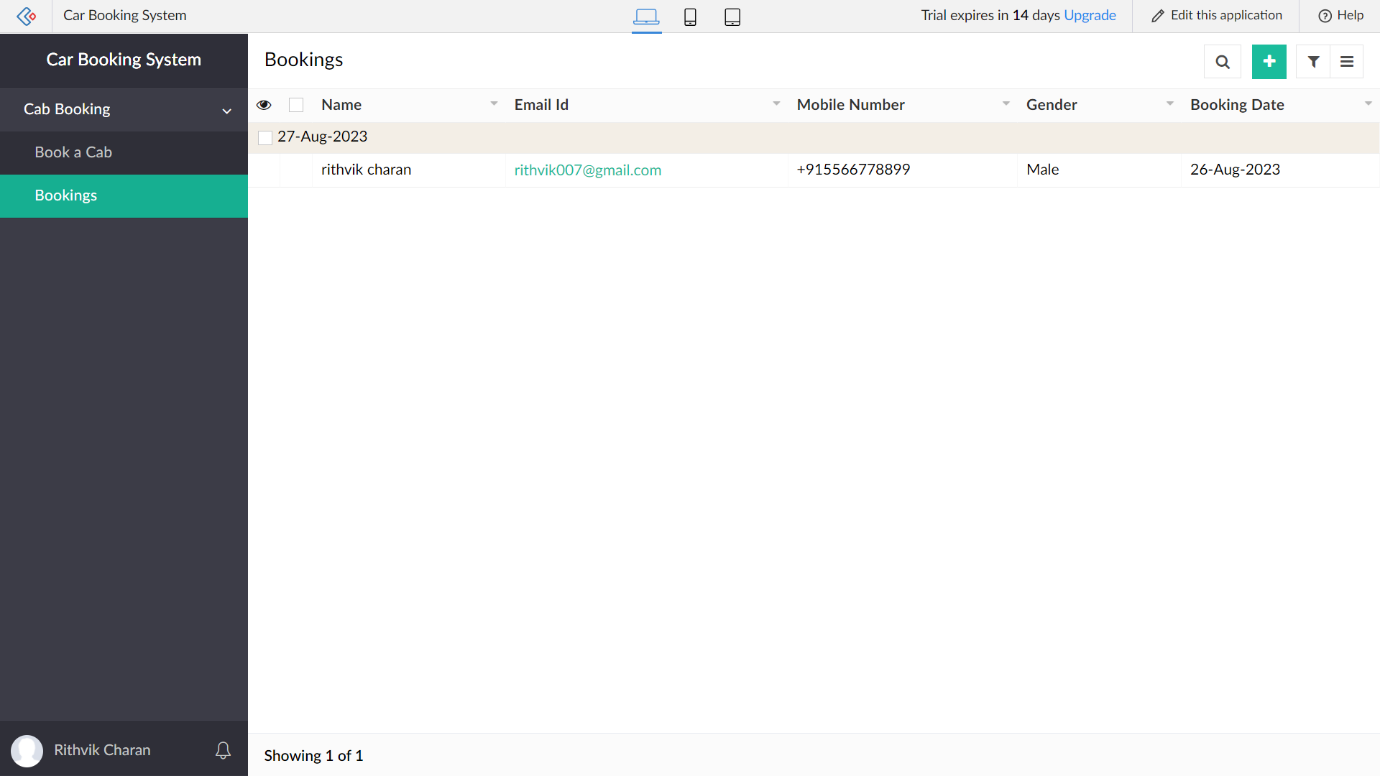 Car Booking System
Trial expires in 14 days Upgrade
Edit this application
Help
Car Booking System
Cab Booking
Book a Cab
Bookings
Rithvik Charan
Bookings
Name Email Id Mobile Number Gender Booking Date
27-Aug-2023
rithvik charan rithvik007@gmail.com +915566778899 Male 26-Aug-2023
Showing 1 of 1